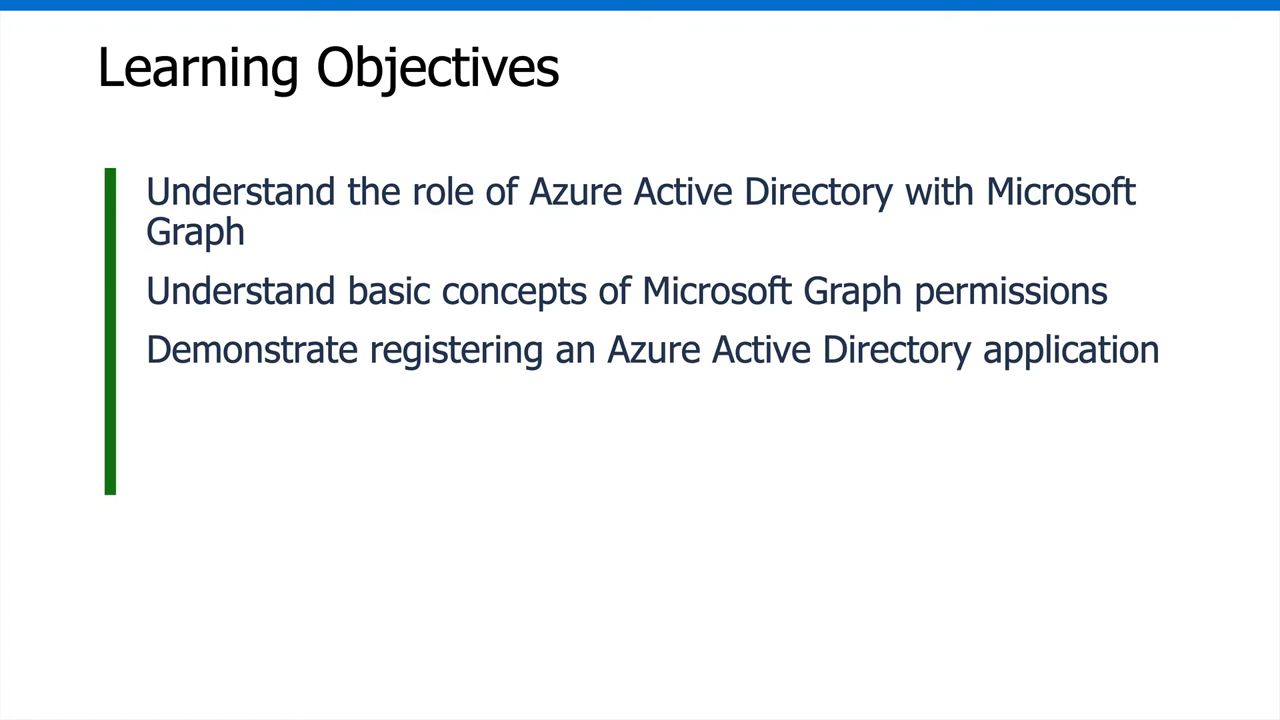 Learning Objectives
Understand the role of Azure Active Directory with Microsoft
Graph
Understand basic concepts of Microsoft Graph permissions
Demonstrate registering an Azure Active Directory application